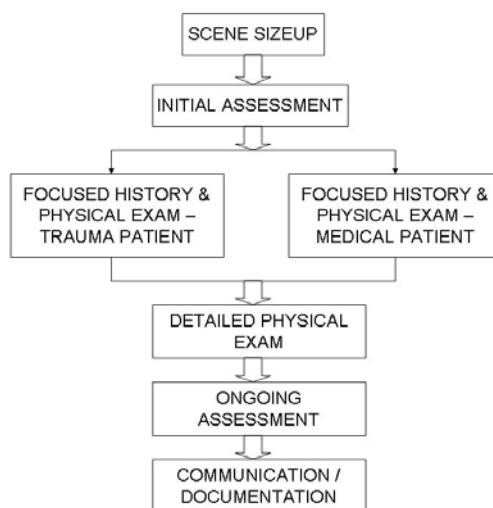 SCENE SIZEUP
INITIAL ASSESSMENT
FOCUSED HISTORY &
PHYSICAL EXAM –
TRAUMA PATIENT
FOCUSED HISTORY &
PHYSICAL EXAM –
MEDICAL PATIENT
DETAILED PHYSICAL
EXAM
ONGOING
ASSESSMENT
COMMUNICATION /
DOCUMENTATION